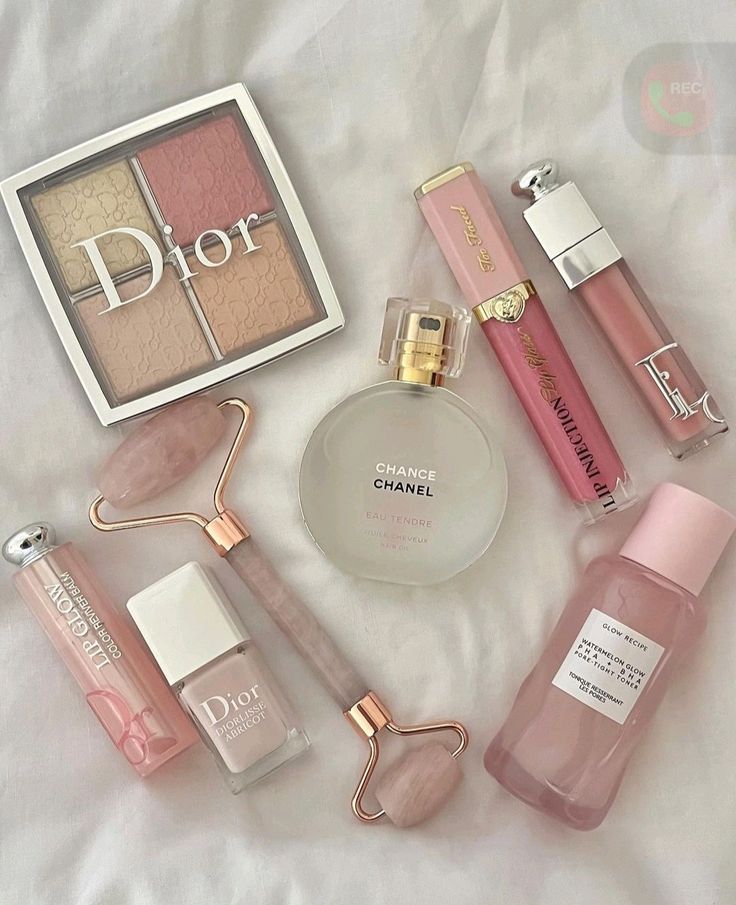 REC
Dior
Too Faced
LIP INJECTION
CHANCE
CHANEL
EAU TENDRE
HUILE CHEVEUX
HAIR OIL
LIP GLOW
COLOR REVIVER BALM
Dior
DIORLISSE
ABRICOT
GLOW RECIPE
WATERMELON GLOW
PHA + BHA
PORE-TIGHT TONER
TONIQUE RESSERRANT
LES PORES